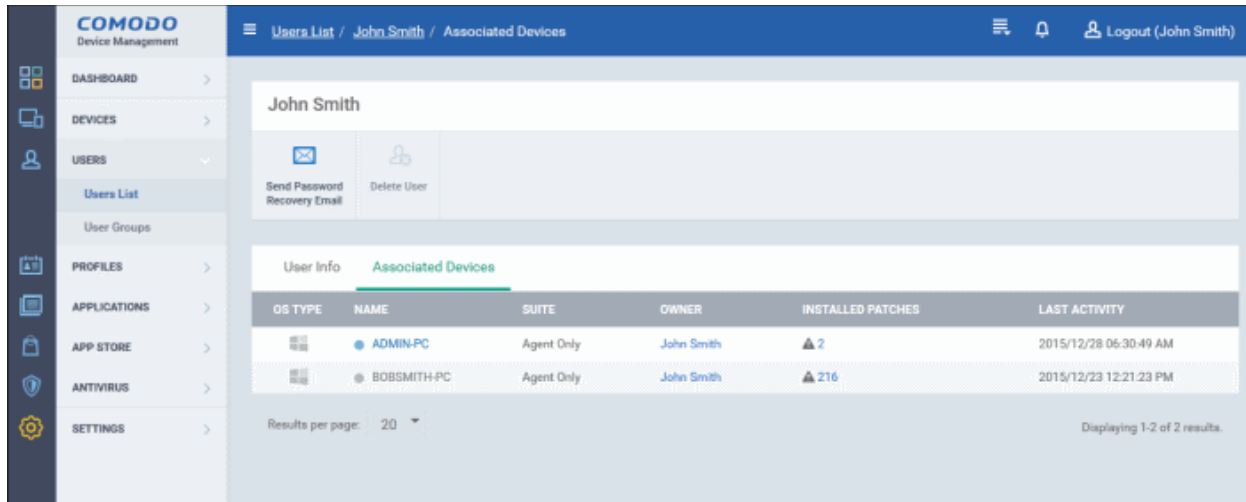 COMODO
Device Management
Users List / John Smith / Associated Devices
Logout (John Smith)
DASHBOARD
DEVICES
USERS
Users List
User Groups
PROFILES
APPLICATIONS
APP STORE
ANTIVIRUS
SETTINGS
John Smith
Send Password
Recovery Email
Delete User
User Info Associated Devices
OS TYPE NAME SUITE OWNER INSTALLED PATCHES LAST ACTIVITY
ADMIN-PC Agent Only John Smith 2 2015/12/28 06:30:49 AM
BOBSMITH-PC Agent Only John Smith 216 2015/12/23 12:21:23 PM
Results per page: 20
Displaying 1-2 of 2 results.